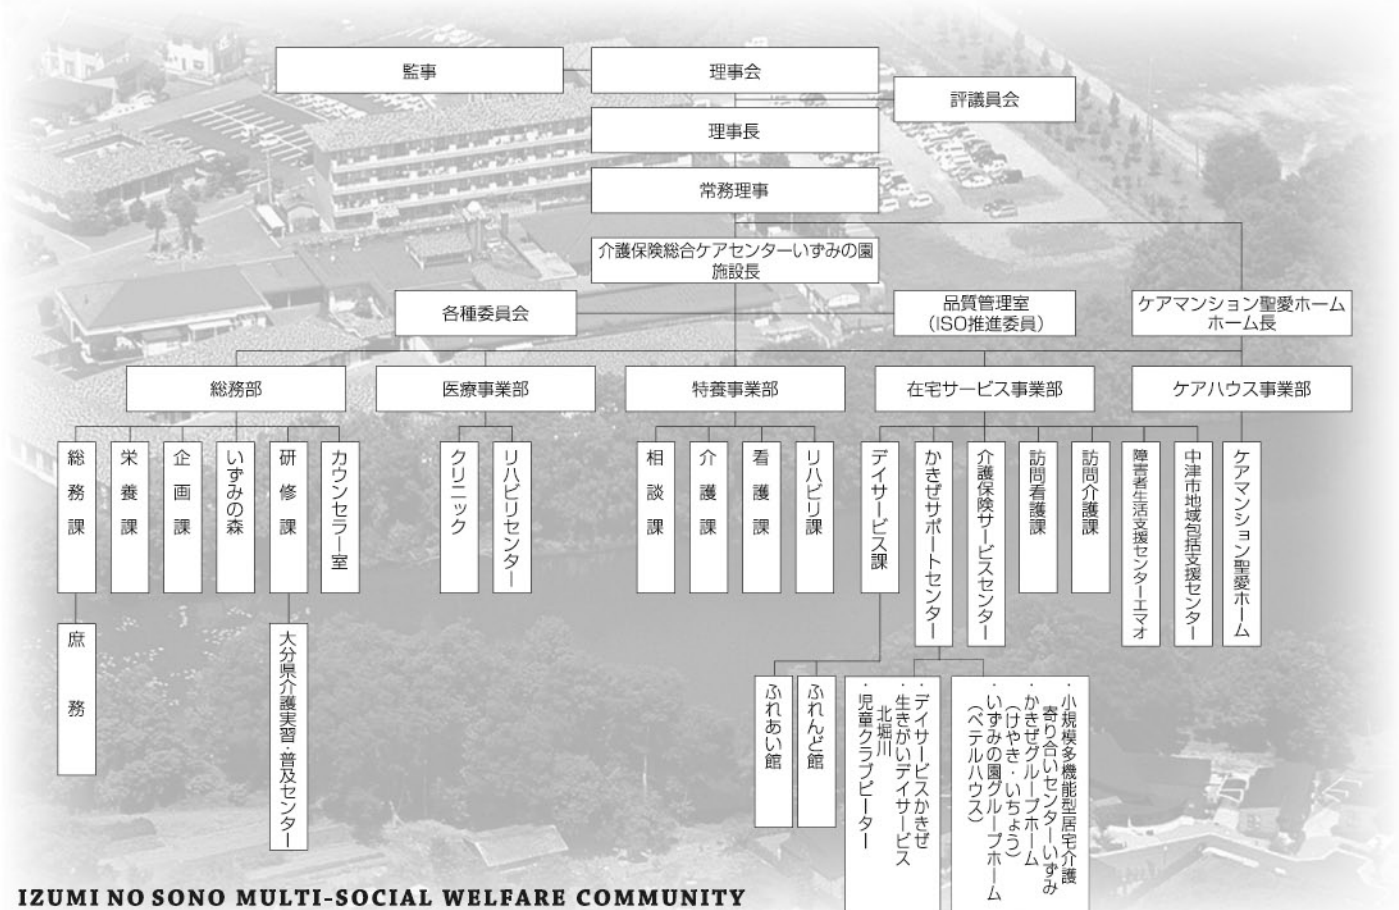 監事
理事会
評議員会
理事長
常務理事
介護保険総合ケアセンターいずみの園
施設長
各種委員会
品質管理室
（ISO推進委員）
ケアマンション聖愛ホーム
ホーム長
総務部
医療事業部
特養事業部
在宅サービス事業部
ケアハウス事業部
総務課
栄養課
企画課
いずみの森
研修課
カウンセラー室
クリニック
リハビリセンター
相談課
介護課
看護課
リハビリ課
デイサービス課
かきぜサポートセンター
介護保険サービスセンター
訪問看護課
訪問介護課
障害者生活支援センターエマオ
中津市地域包括支援センター
ケアマンション聖愛ホーム
庶務
大分県介護実習・普及センター
ふれあい館
ふれんど館
・デイサービスかきぜ
・生きがいデイサービス
北堀川
・児童クラブピーター
・小規模多機能型居宅介護
寄り合いセンターいずみ
・かきぜグループホーム
（けやき・いちょう）
・いずみの園グループホーム
（ベテルハウス）
IZUMI NO SONO MULTI-SOCIAL WELFARE COMMUNITY